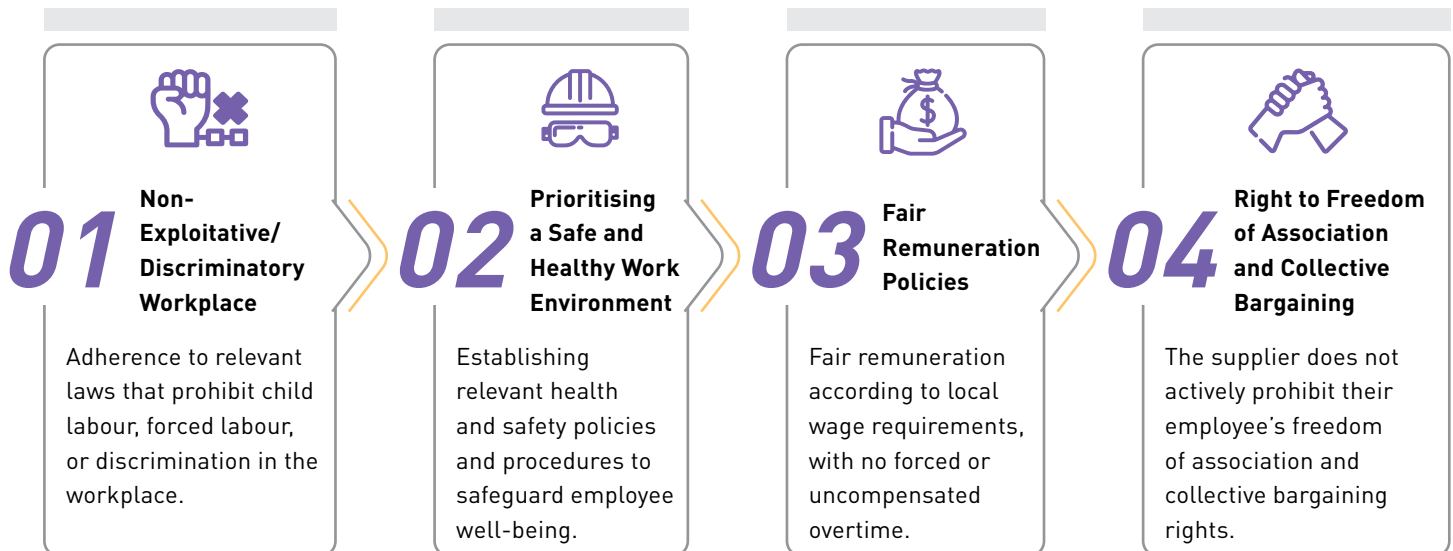 01
Non-
Exploitative/
Discriminatory
Workplace
Adherence to relevant
laws that prohibit child
labour, forced labour,
or discrimination in the
workplace.
02
Prioritising
a Safe and
Healthy Work
Environment
Establishing
relevant health
and safety policies
and procedures to
safeguard employee
well-being.
$
03
Fair
Remuneration
Policies
Fair remuneration
according to local
wage requirements,
with no forced or
uncompensated
overtime.
04
Right to Freedom
of Association
and Collective
Bargaining
The supplier does not
actively prohibit their
employee’s freedom
of association and
collective bargaining
rights.